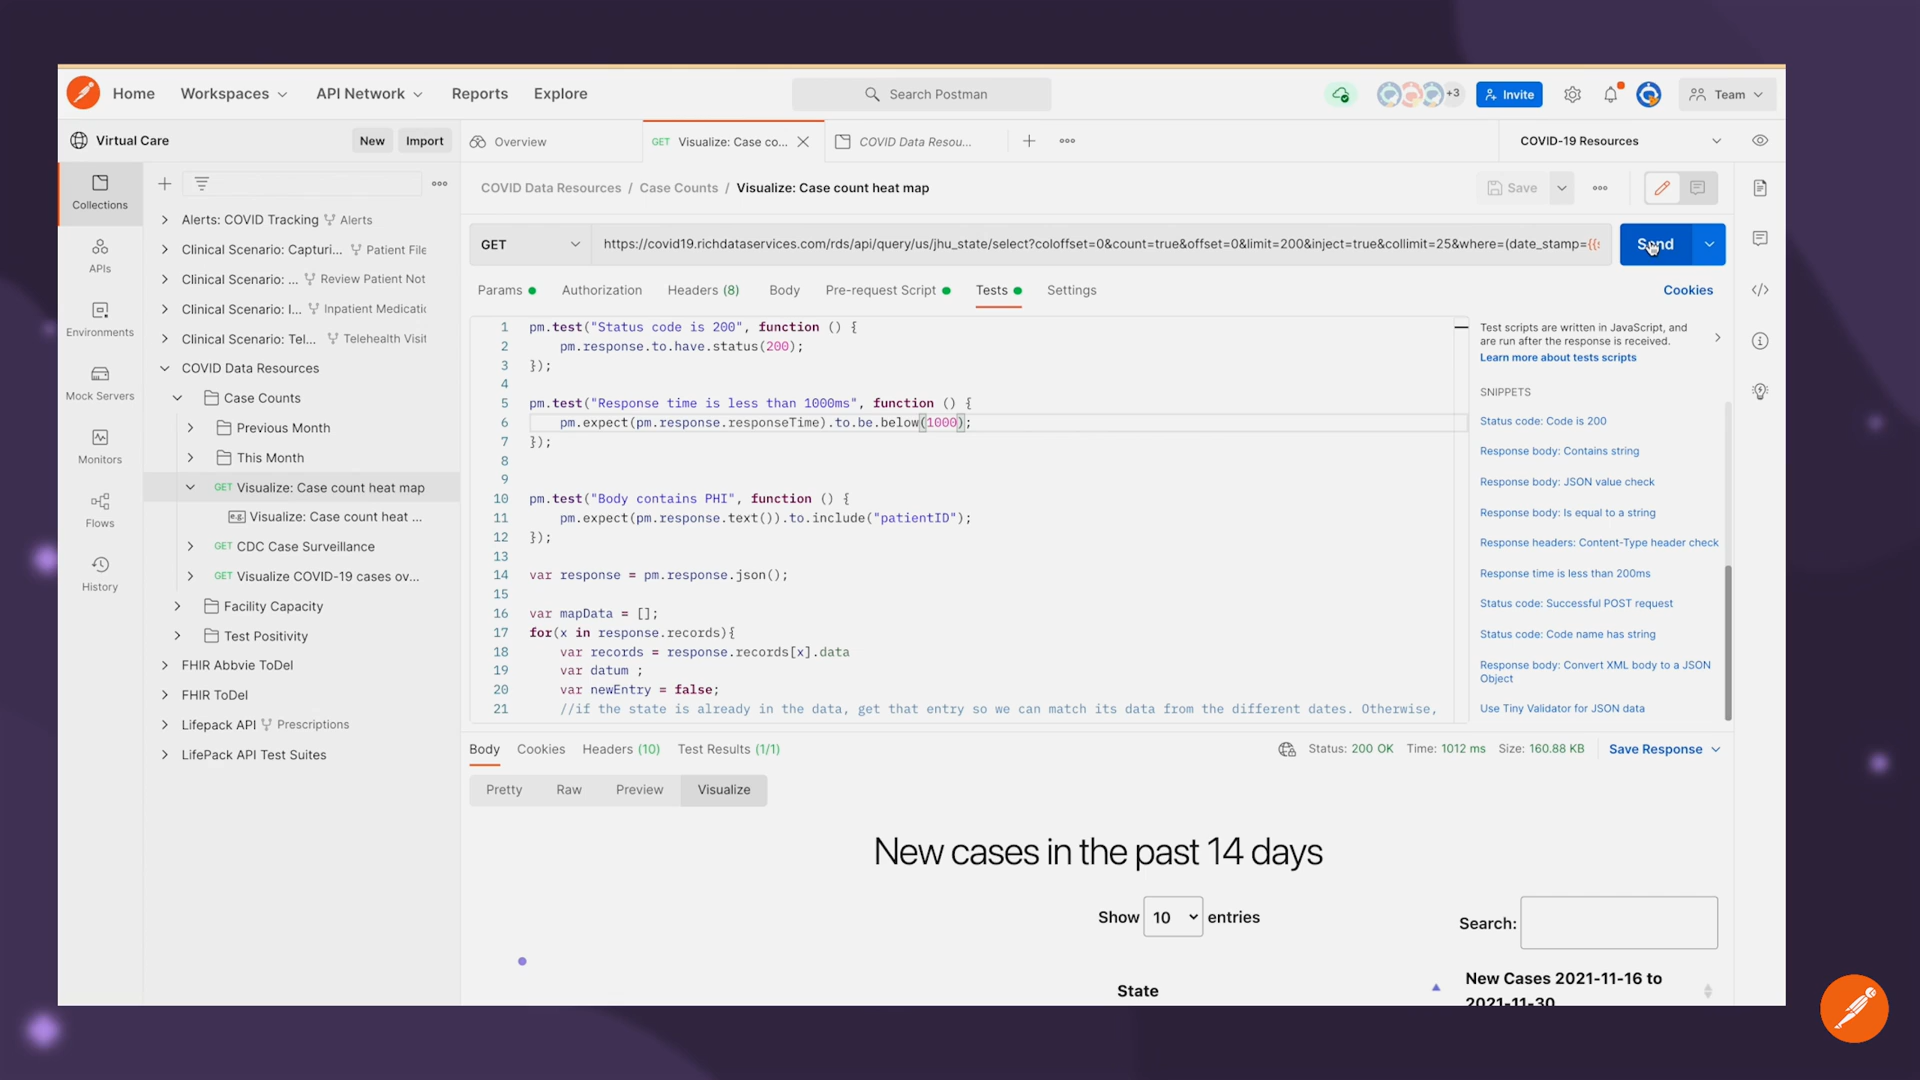 Home Workspaces API Network Reports Explore Search Postman +3 Invite Team
Virtual Care New Import
Overview GET Visualize: Case co... COVID Data Resou... COVID-19 Resources
Collections
APIs
Environments
Mock Servers
Monitors
Flows
History
Alerts: COVID Tracking Alerts
Clinical Scenario: Capturi... Patient File
Clinical Scenario: ... Review Patient Not
Clinical Scenario: I... Inpatient Medicatio
Clinical Scenario: Tel... Telehealth Visit
COVID Data Resources
Case Counts
Previous Month
This Month
GET Visualize: Case count heat map
e.g. Visualize: Case count heat ...
GET CDC Case Surveillance
GET Visualize COVID-19 cases ov...
Facility Capacity
Test Positivity
FHIR Abbvie ToDel
FHIR ToDel
Lifepack API Prescriptions
LifePack API Test Suites
COVID Data Resources / Case Counts / Visualize: Case count heat map Save
GET https://covid19.richdataservices.com/rds/api/query/us/jhu_state/select?coloffset=0&count=true&offset=0&limit=200&inject=true&collimit=25&where=(date_stamp={{ Send
Params Authorization Headers (8) Body Pre-request Script Tests Settings Cookies
1 pm.test("Status code is 200", function () {
2 pm.response.to.have.status(200);
3 });
4
5 pm.test("Response time is less than 1000ms", function () {
6 pm.expect(pm.response.responseTime).to.be.below(1000);
7 });
8
9
10 pm.test("Body contains PHI", function () {
11 pm.expect(pm.response.text()).to.include("patientID");
12 });
13
14 var response = pm.response.json();
15
16 var mapData = [];
17 for(x in response.records){
18 var records = response.records[x].data
19 var datum ;
20 var newEntry = false;
21 //if the state is already in the data, get that entry so we can match its data from the different dates. Otherwise,
Test scripts are written in JavaScript, and
are run after the response is received.
Learn more about tests scripts
SNIPPETS
Status code: Code is 200
Response body: Contains string
Response body: JSON value check
Response body: Is equal to a string
Response headers: Content-Type header check
Response time is less than 200ms
Status code: Successful POST request
Status code: Code name has string
Response body: Convert XML body to a JSON
Object
Use Tiny Validator for JSON data
Body Cookies Headers (10) Test Results (1/1) Status: 200 OK Time: 1012 ms Size: 160.88 KB Save Response
Pretty Raw Preview Visualize
New cases in the past 14 days
Show 10 entries Search:
State New Cases 2021-11-16 to
2021-11-30